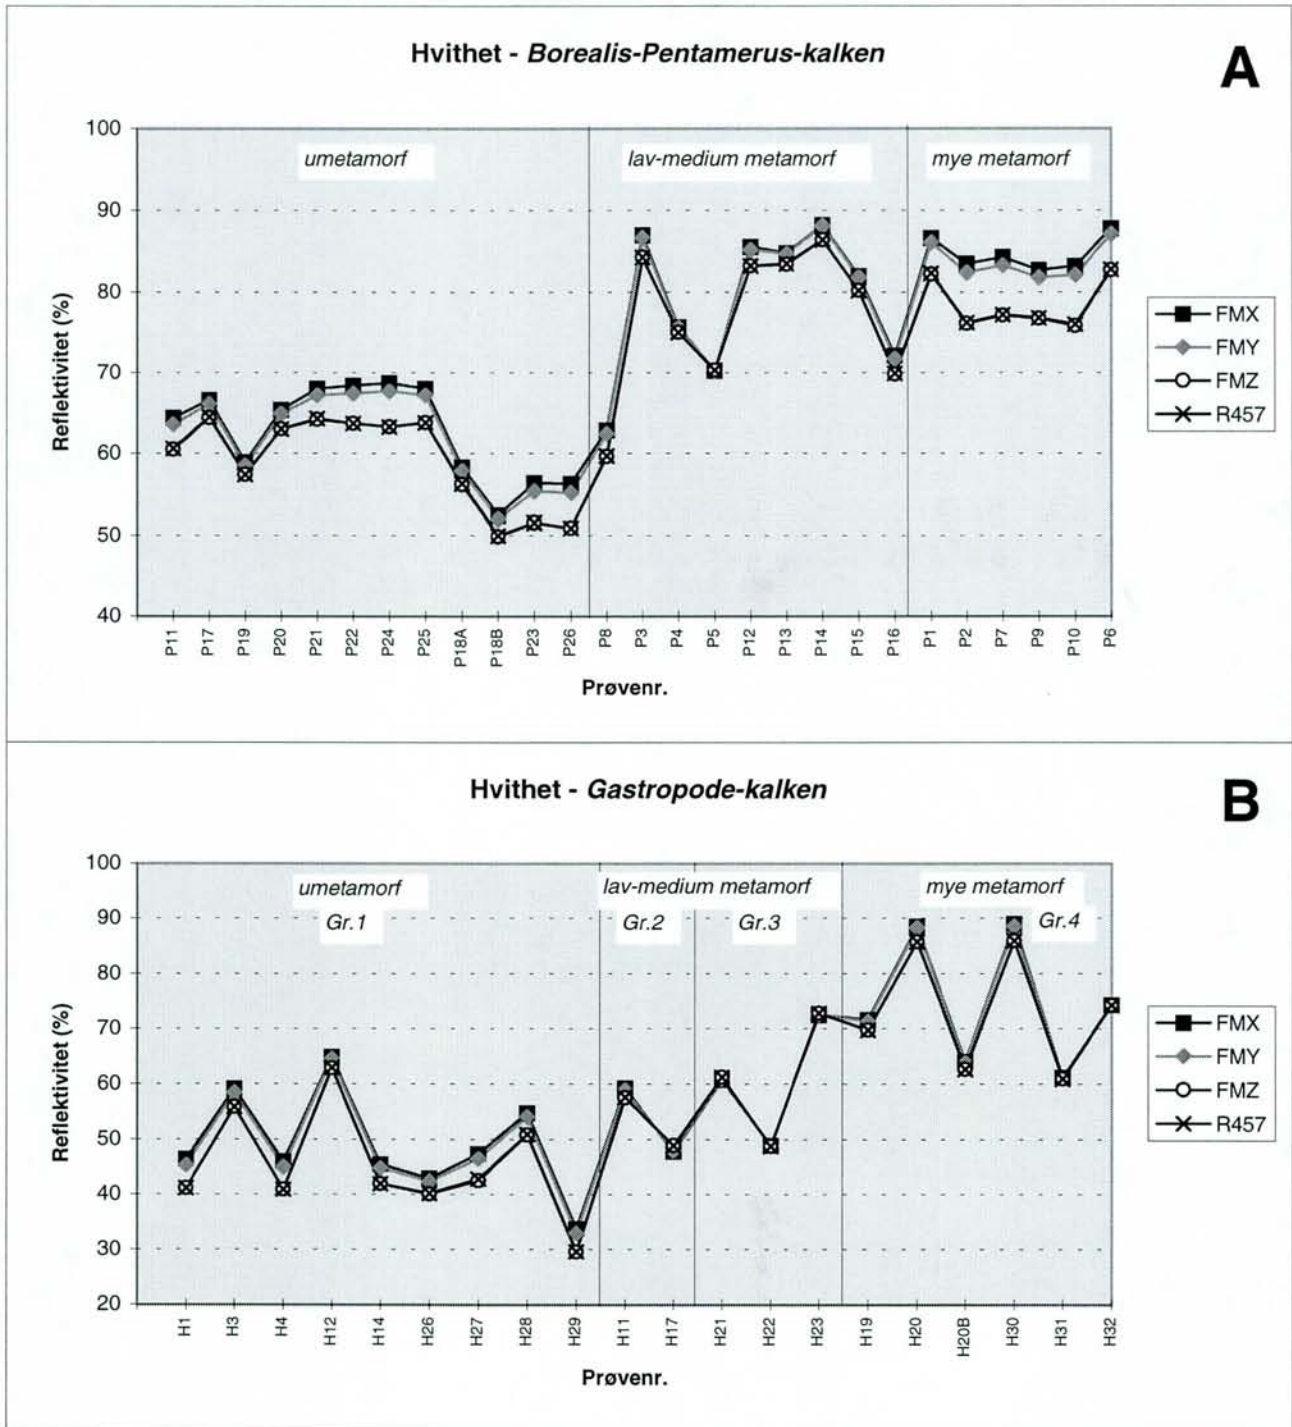 Hvithet - Borealis-Pentamerus-kalken
A
100
90
80
70
60
50
40
Reflektivitet (%)
umetamorf
lav-medium metamorf
mye metamorf
FMX
FMY
FMZ
R457
P11 P17 P19 P20 P21 P22 P24 P25 P18A P18B P23 P26 P8 P3 P4 P5 P12 P13 P14 P15 P16 P1 P2 P7 P9 P10 P6
Prøvenr.
Hvithet - Gastropode-kalken
B
100
90
80
70
60
50
40
30
20
Reflektivitet (%)
umetamorf
lav-medium metamorf
mye metamorf
Gr.1
Gr.2
Gr.3
Gr.4
FMX
FMY
FMZ
R457
H1 H3 H4 H12 H14 H26 H27 H28 H29 H11 H17 H21 H22 H23 H19 H20 H20B H30 H31 H32
Prøvenr.